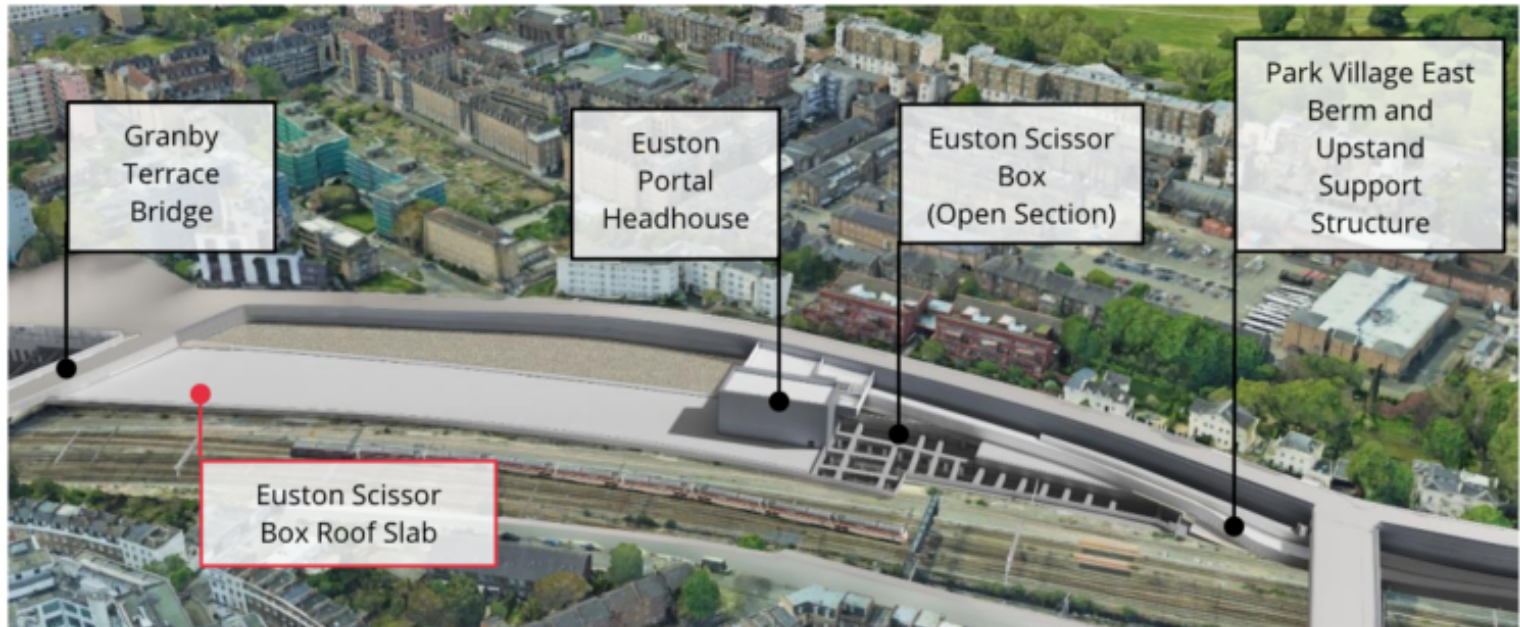 Granby
Terrace
Bridge
Euston
Portal
Headhouse
Euston Scissor
Box
(Open Section)
Park Village East
Berm and
Upstand
Support
Structure
Euston Scissor
Box Roof Slab